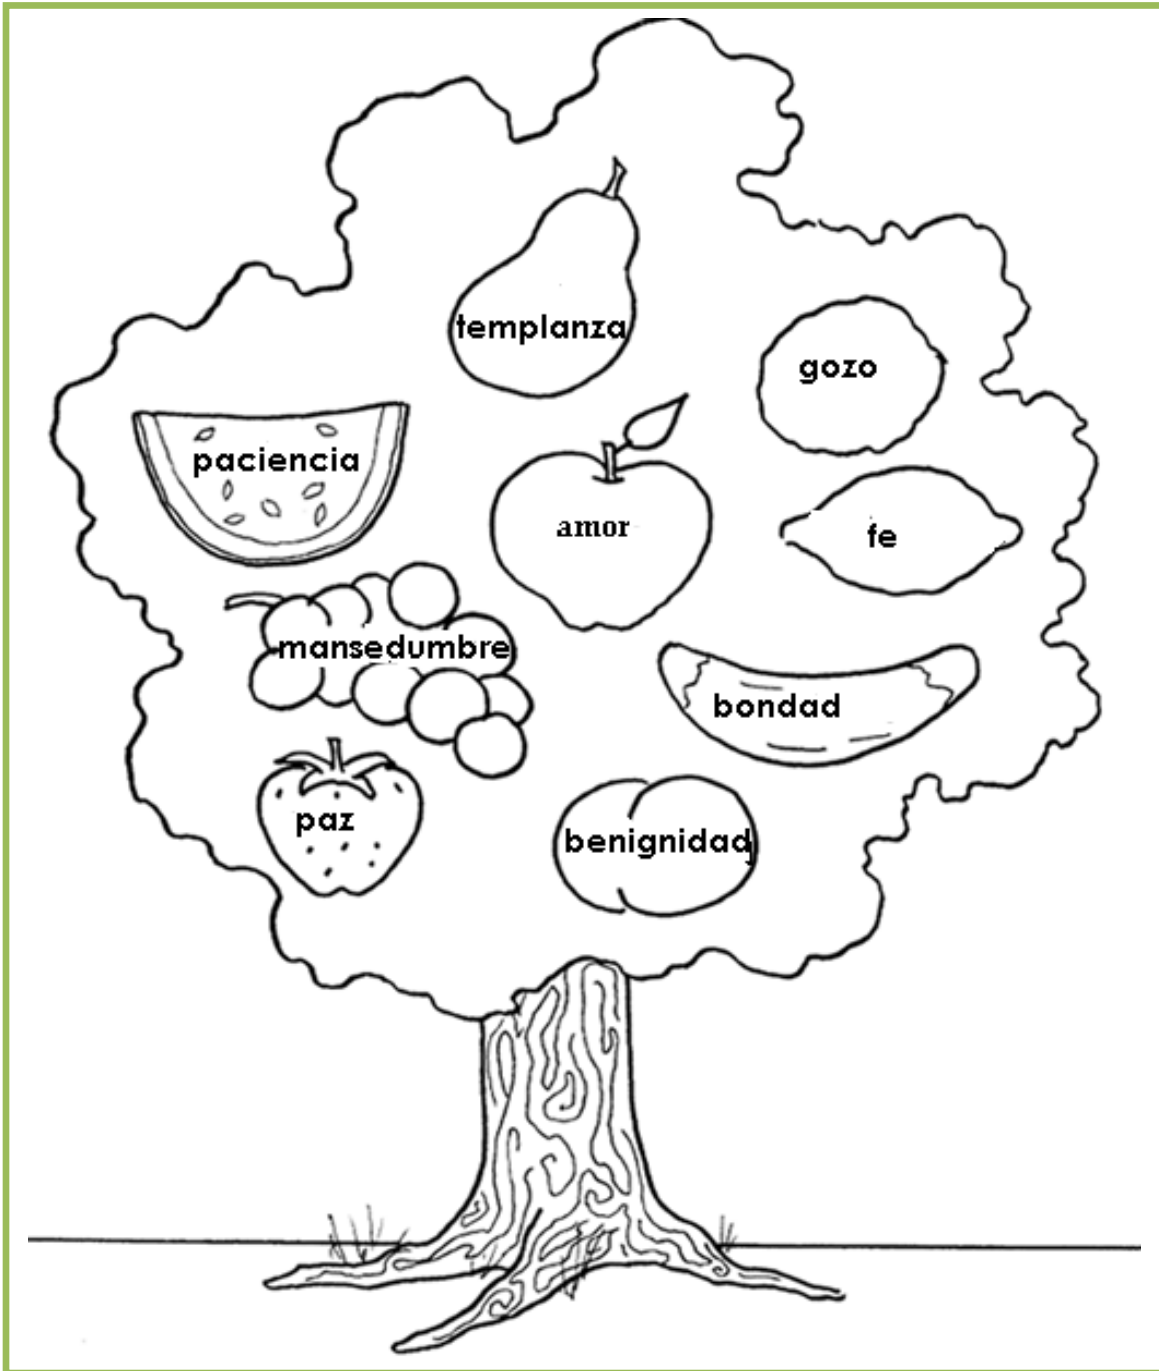 templanza
gozo
paciencia
amor
fe
mansedumbre
bondad
paz
benignidad